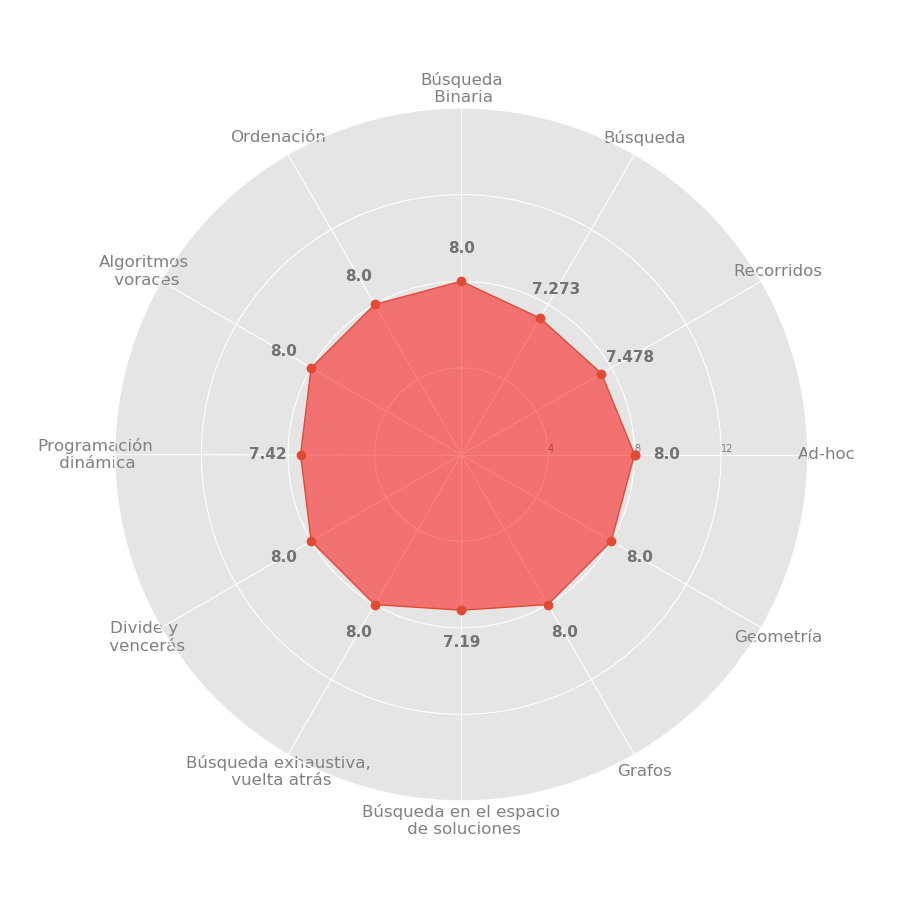 Búsqueda
Binaria
Ordenación
Búsqueda
8.0
Algoritmos
voraces
8.0
7.273
Recorridos
8.0
7.478
Programación
dinámica
7.42
4
8
12
8.0
Ad-hoc
8.0
8.0
Divide y
vencerás
8.0
7.19
8.0
Geometría
Búsqueda exhaustiva,
vuelta atrás
Grafos
Búsqueda en el espacio
de soluciones